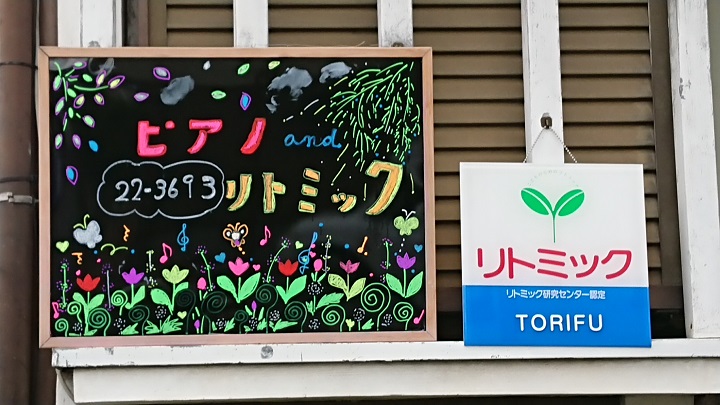 ピアノ and
22-3693
リトミック
リトミック
リトミック研究センター認定
TORIFU